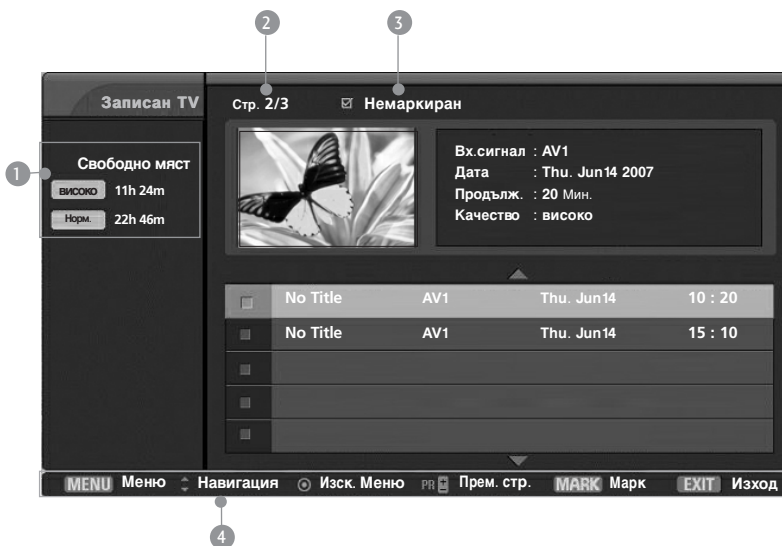 2 3
Записан TV Стр. 2/3 Немаркиран
1
Свободно мяст
високо 11h 24m
Норм. 22h 46m
Вх.сигнал : AV1
Дата : Thu. Jun14 2007
Продълж. : 20 Мин.
Качество : високо
No Title AV1 Thu. Jun14 10 : 20
No Title AV1 Thu. Jun14 15 : 10
MENU Меню Навигация Изск. Меню PR Прем. стр. MARK Марк EXIT Изход
4